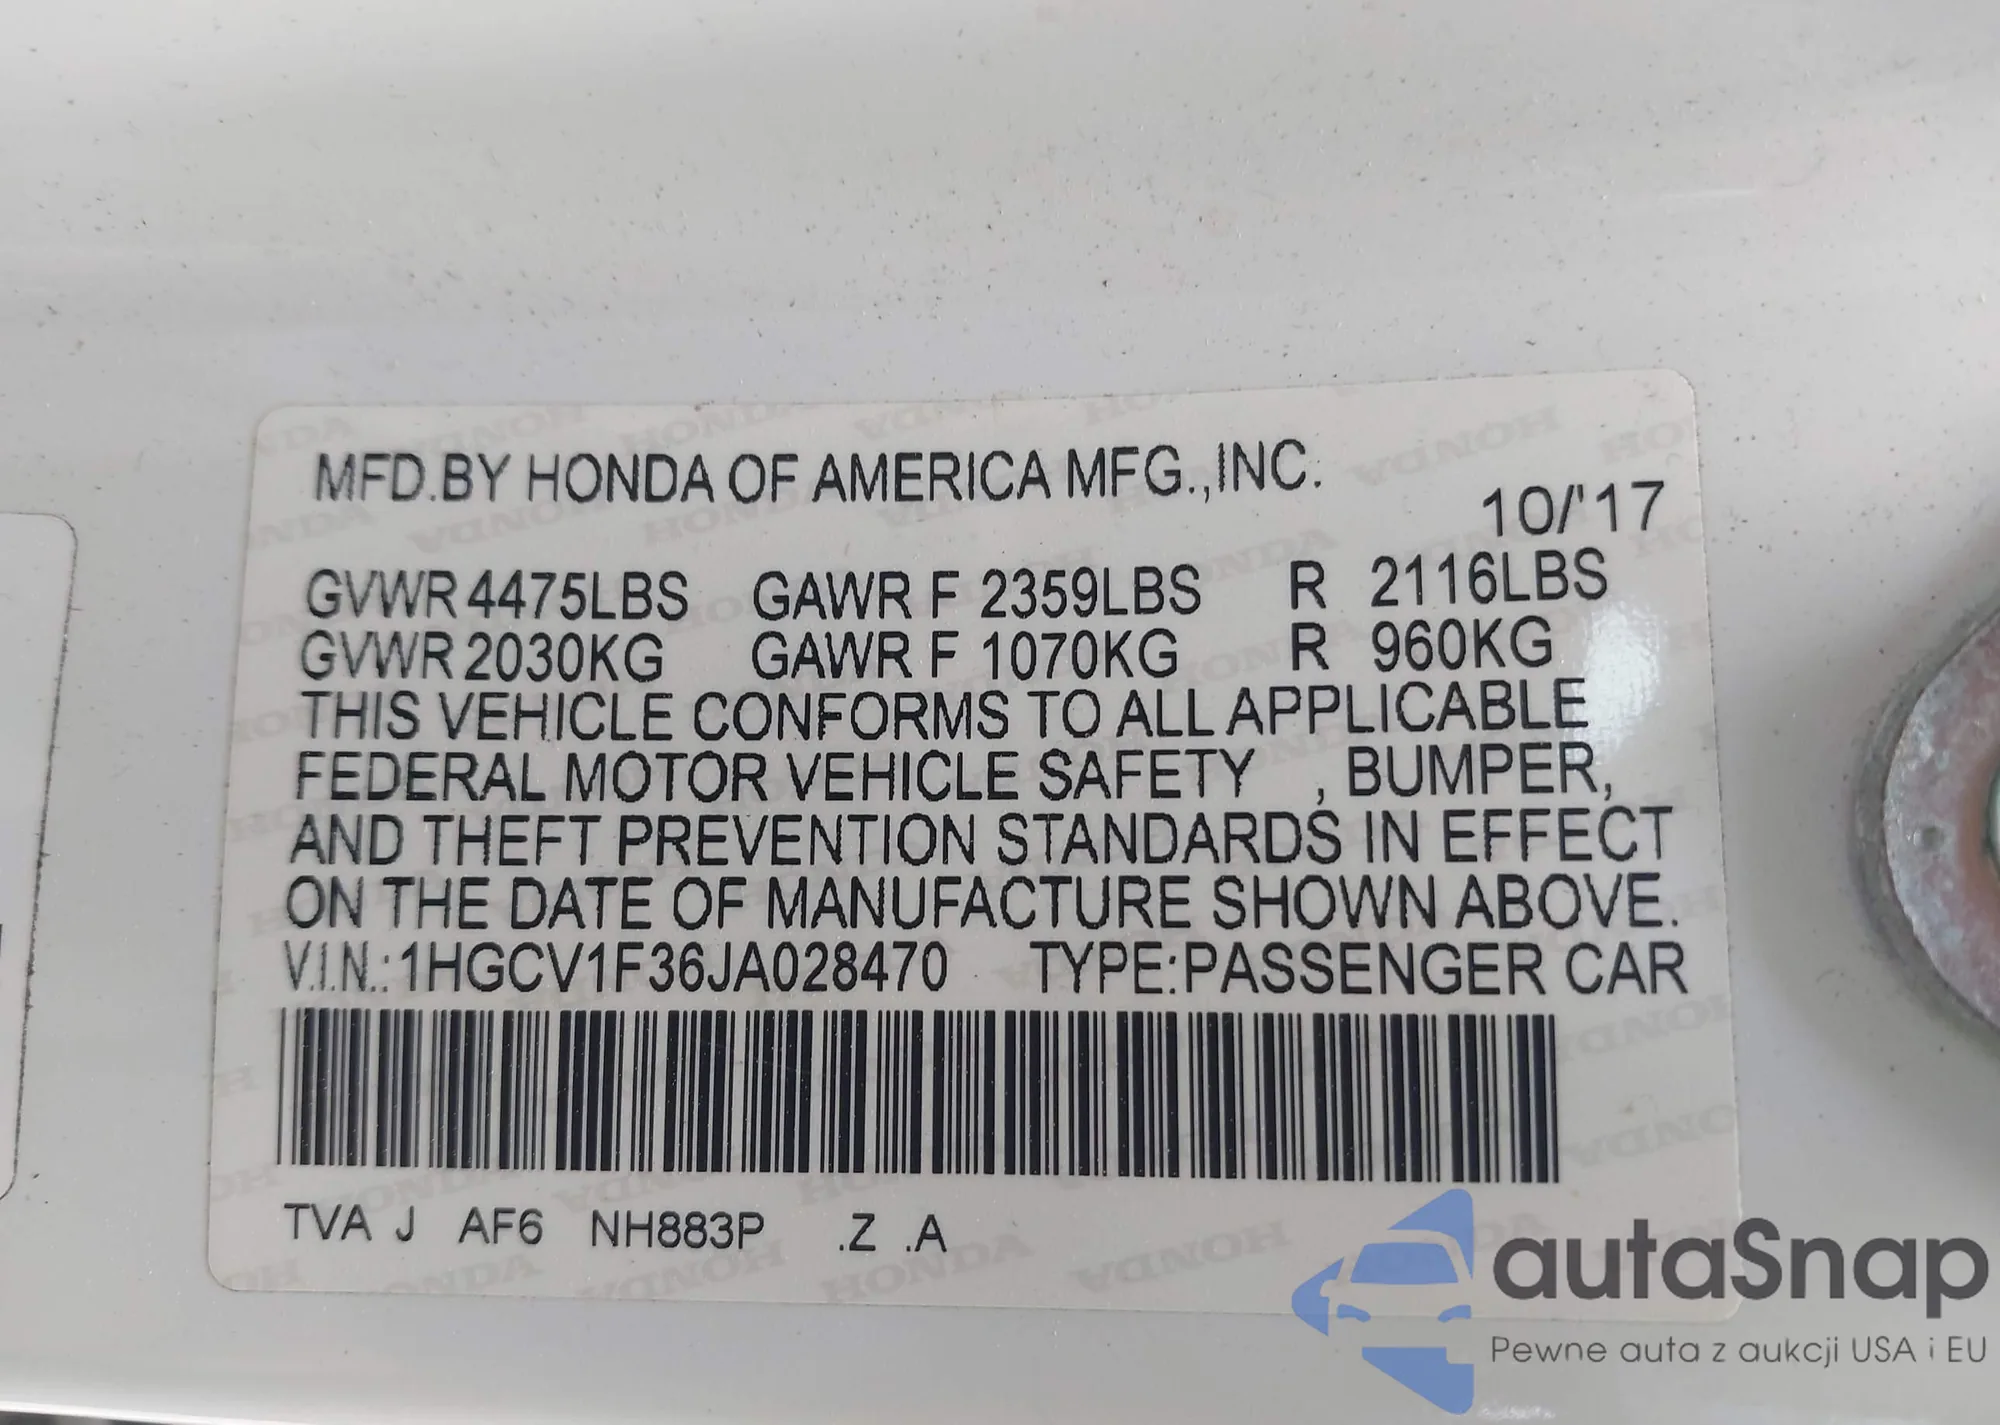 MFD.BY HONDA OF AMERICA MFG.,INC.
10/'17
GVWR 4475LBS GAWR F 2359LBS R 2116LBS
GVWR 2030KG GAWR F 1070KG R 960KG
THIS VEHICLE CONFORMS TO ALL APPLICABLE
FEDERAL MOTOR VEHICLE SAFETY , BUMPER,
AND THEFT PREVENTION STANDARDS IN EFFECT
ON THE DATE OF MANUFACTURE SHOWN ABOVE.
V.I.N.:1HGCV1F36JA028470 TYPE:PASSENGER CAR
TVA J AF6 NH883P .Z .A
autaSnap
Pewne auta z aukcji USA i EU